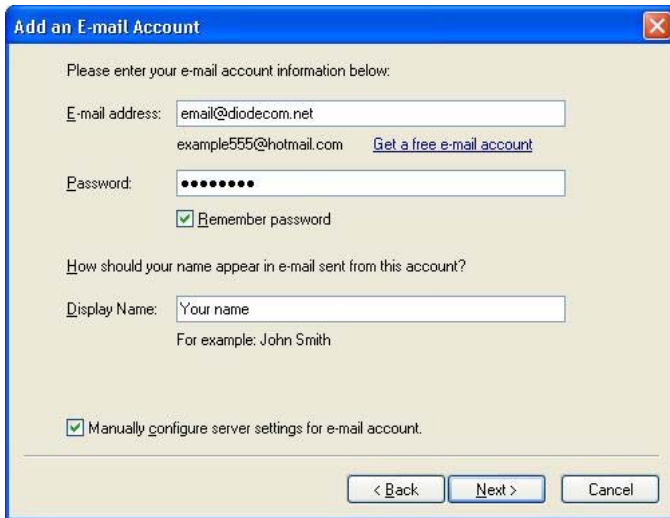 Add an E-mail Account
Please enter your e-mail account information below:
E-mail address: email@diodecom.net
example555@hotmail.com Get a free e-mail account
Password: ●●●●●●●●
Remember password
How should your name appear in e-mail sent from this account?
Display Name: Your name
For example: John Smith
Manually configure server settings for e-mail account.
< Back Next > Cancel